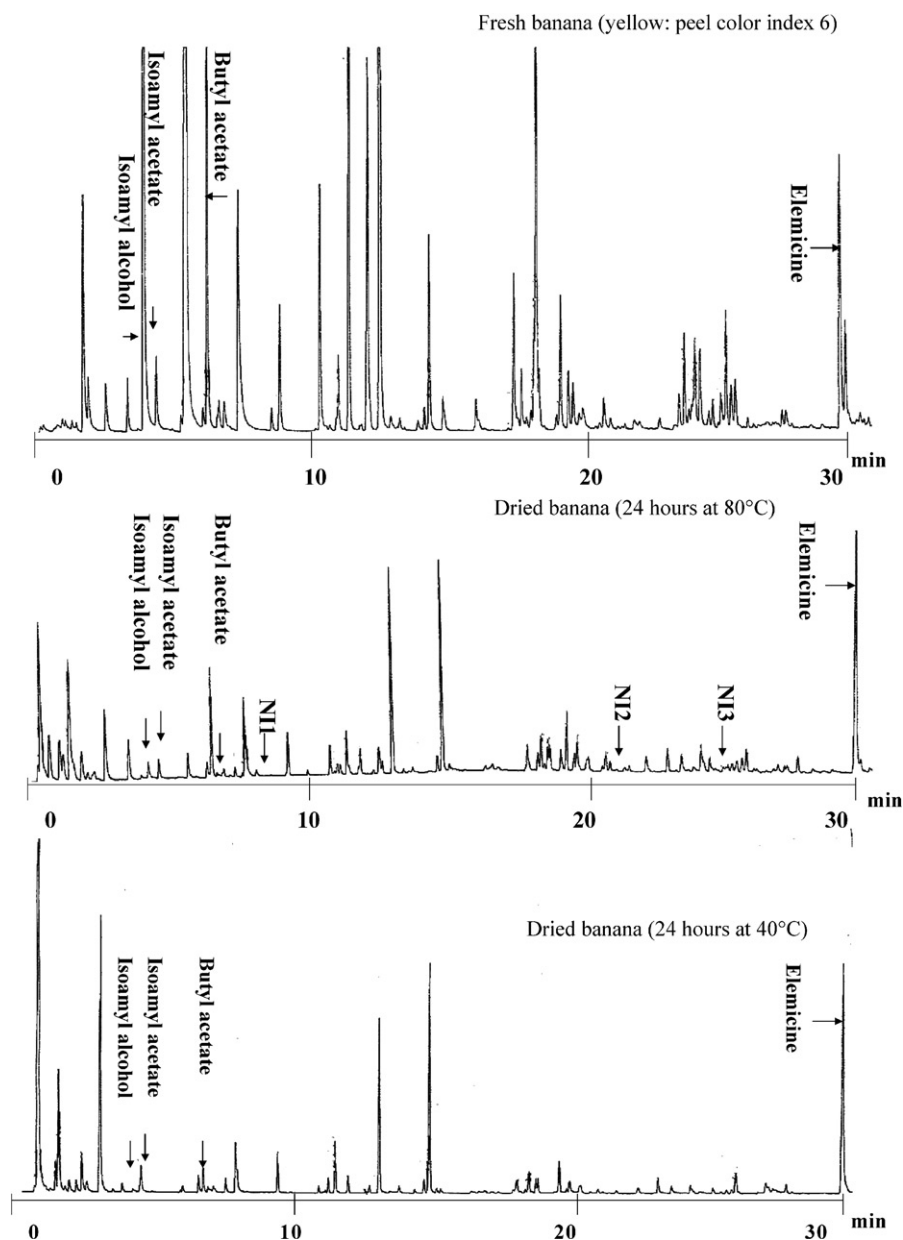 Fresh banana (yellow: peel color index 6)
Isoamyl alcohol
Isoamyl acetate
Butyl acetate
Elemicine
0 10 20 30 min
Dried banana (24 hours at 80°C)
Isoamyl alcohol
Isoamyl acetate
Butyl acetate
NI1
NI2
NI3
Elemicine
0 10 20 30 min
Dried banana (24 hours at 40°C)
Isoamyl alcohol
Isoamyl acetate
Butyl acetate
Elemicine
0 10 20 30 min